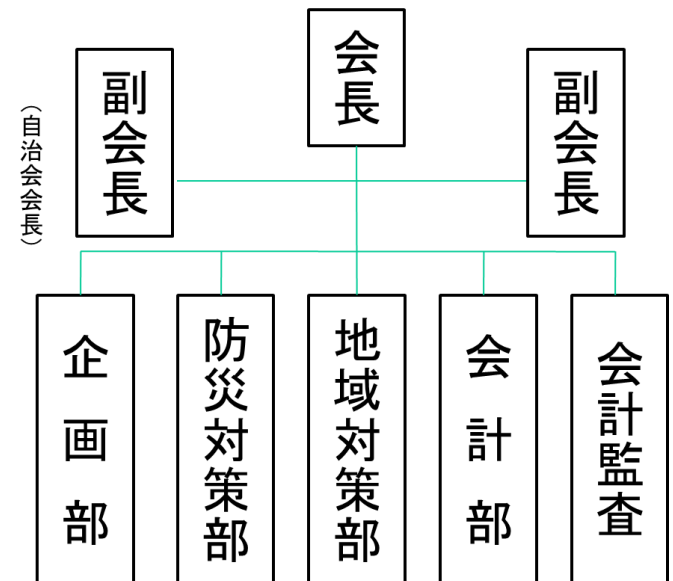 会長
副会長
(自治会会長)
副会長
企画部
防災対策部
地域対策部
会計部
会計監査